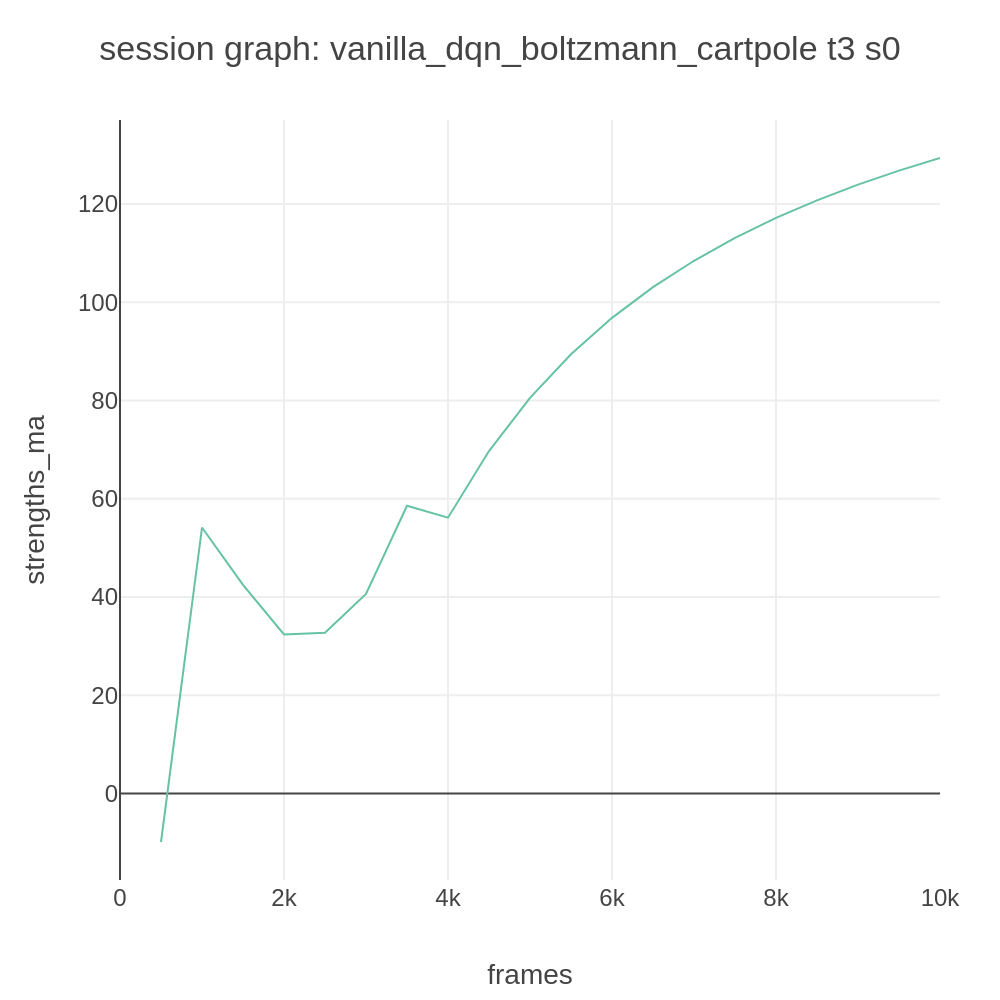 session graph: vanilla_dqn_boltzmann_cartpole t3 s0
strengths_ma
120
100
80
60
40
20
0
0 2k 4k 6k 8k 10k
frames